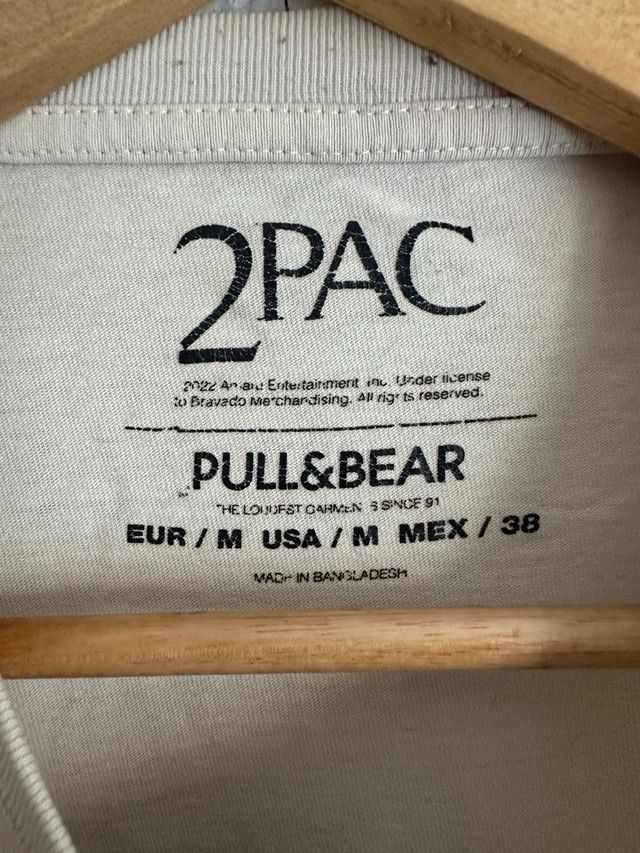 2PAC
2022 Amaru Entertainment, Inc. Under license
to Bravado Merchandising. All rights reserved.
PULL&BEAR
THE LOUDEST GARMENTS SINCE 91
EUR / M USA / M MEX / 38
MADE IN BANGLADESH